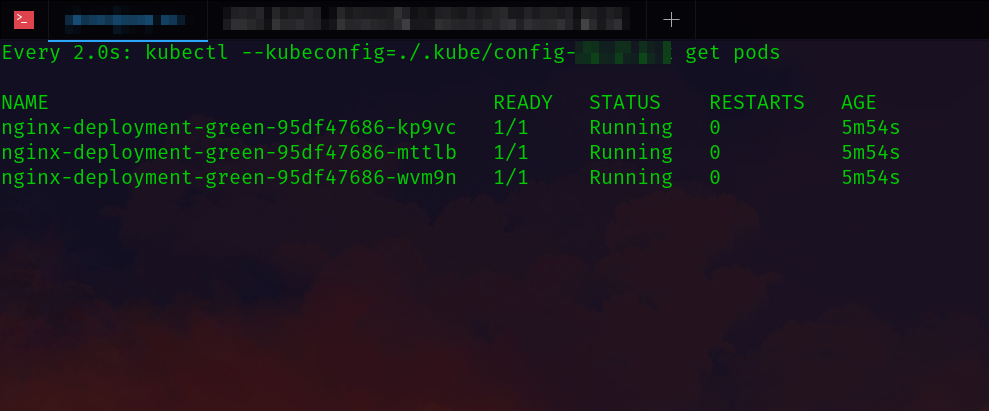 Every 2.0s: kubectl --kubeconfig=./.kube/config- get pods
NAME READY STATUS RESTARTS AGE
nginx-deployment-green-95df47686-kp9vc 1/1 Running 0 5m54s
nginx-deployment-green-95df47686-mttlb 1/1 Running 0 5m54s
nginx-deployment-green-95df47686-wvm9n 1/1 Running 0 5m54s